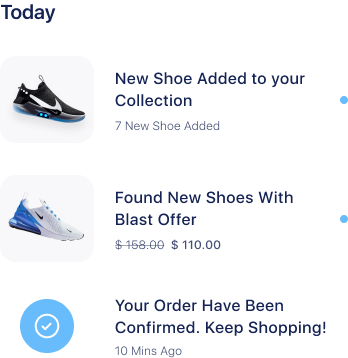 Today
New Shoe Added to your
Collection
7 New Shoe Added
Found New Shoes With
Blast Offer
$ 158.00 $ 110.00
Your Order Have Been
Confirmed. Keep Shopping!
10 Mins Ago